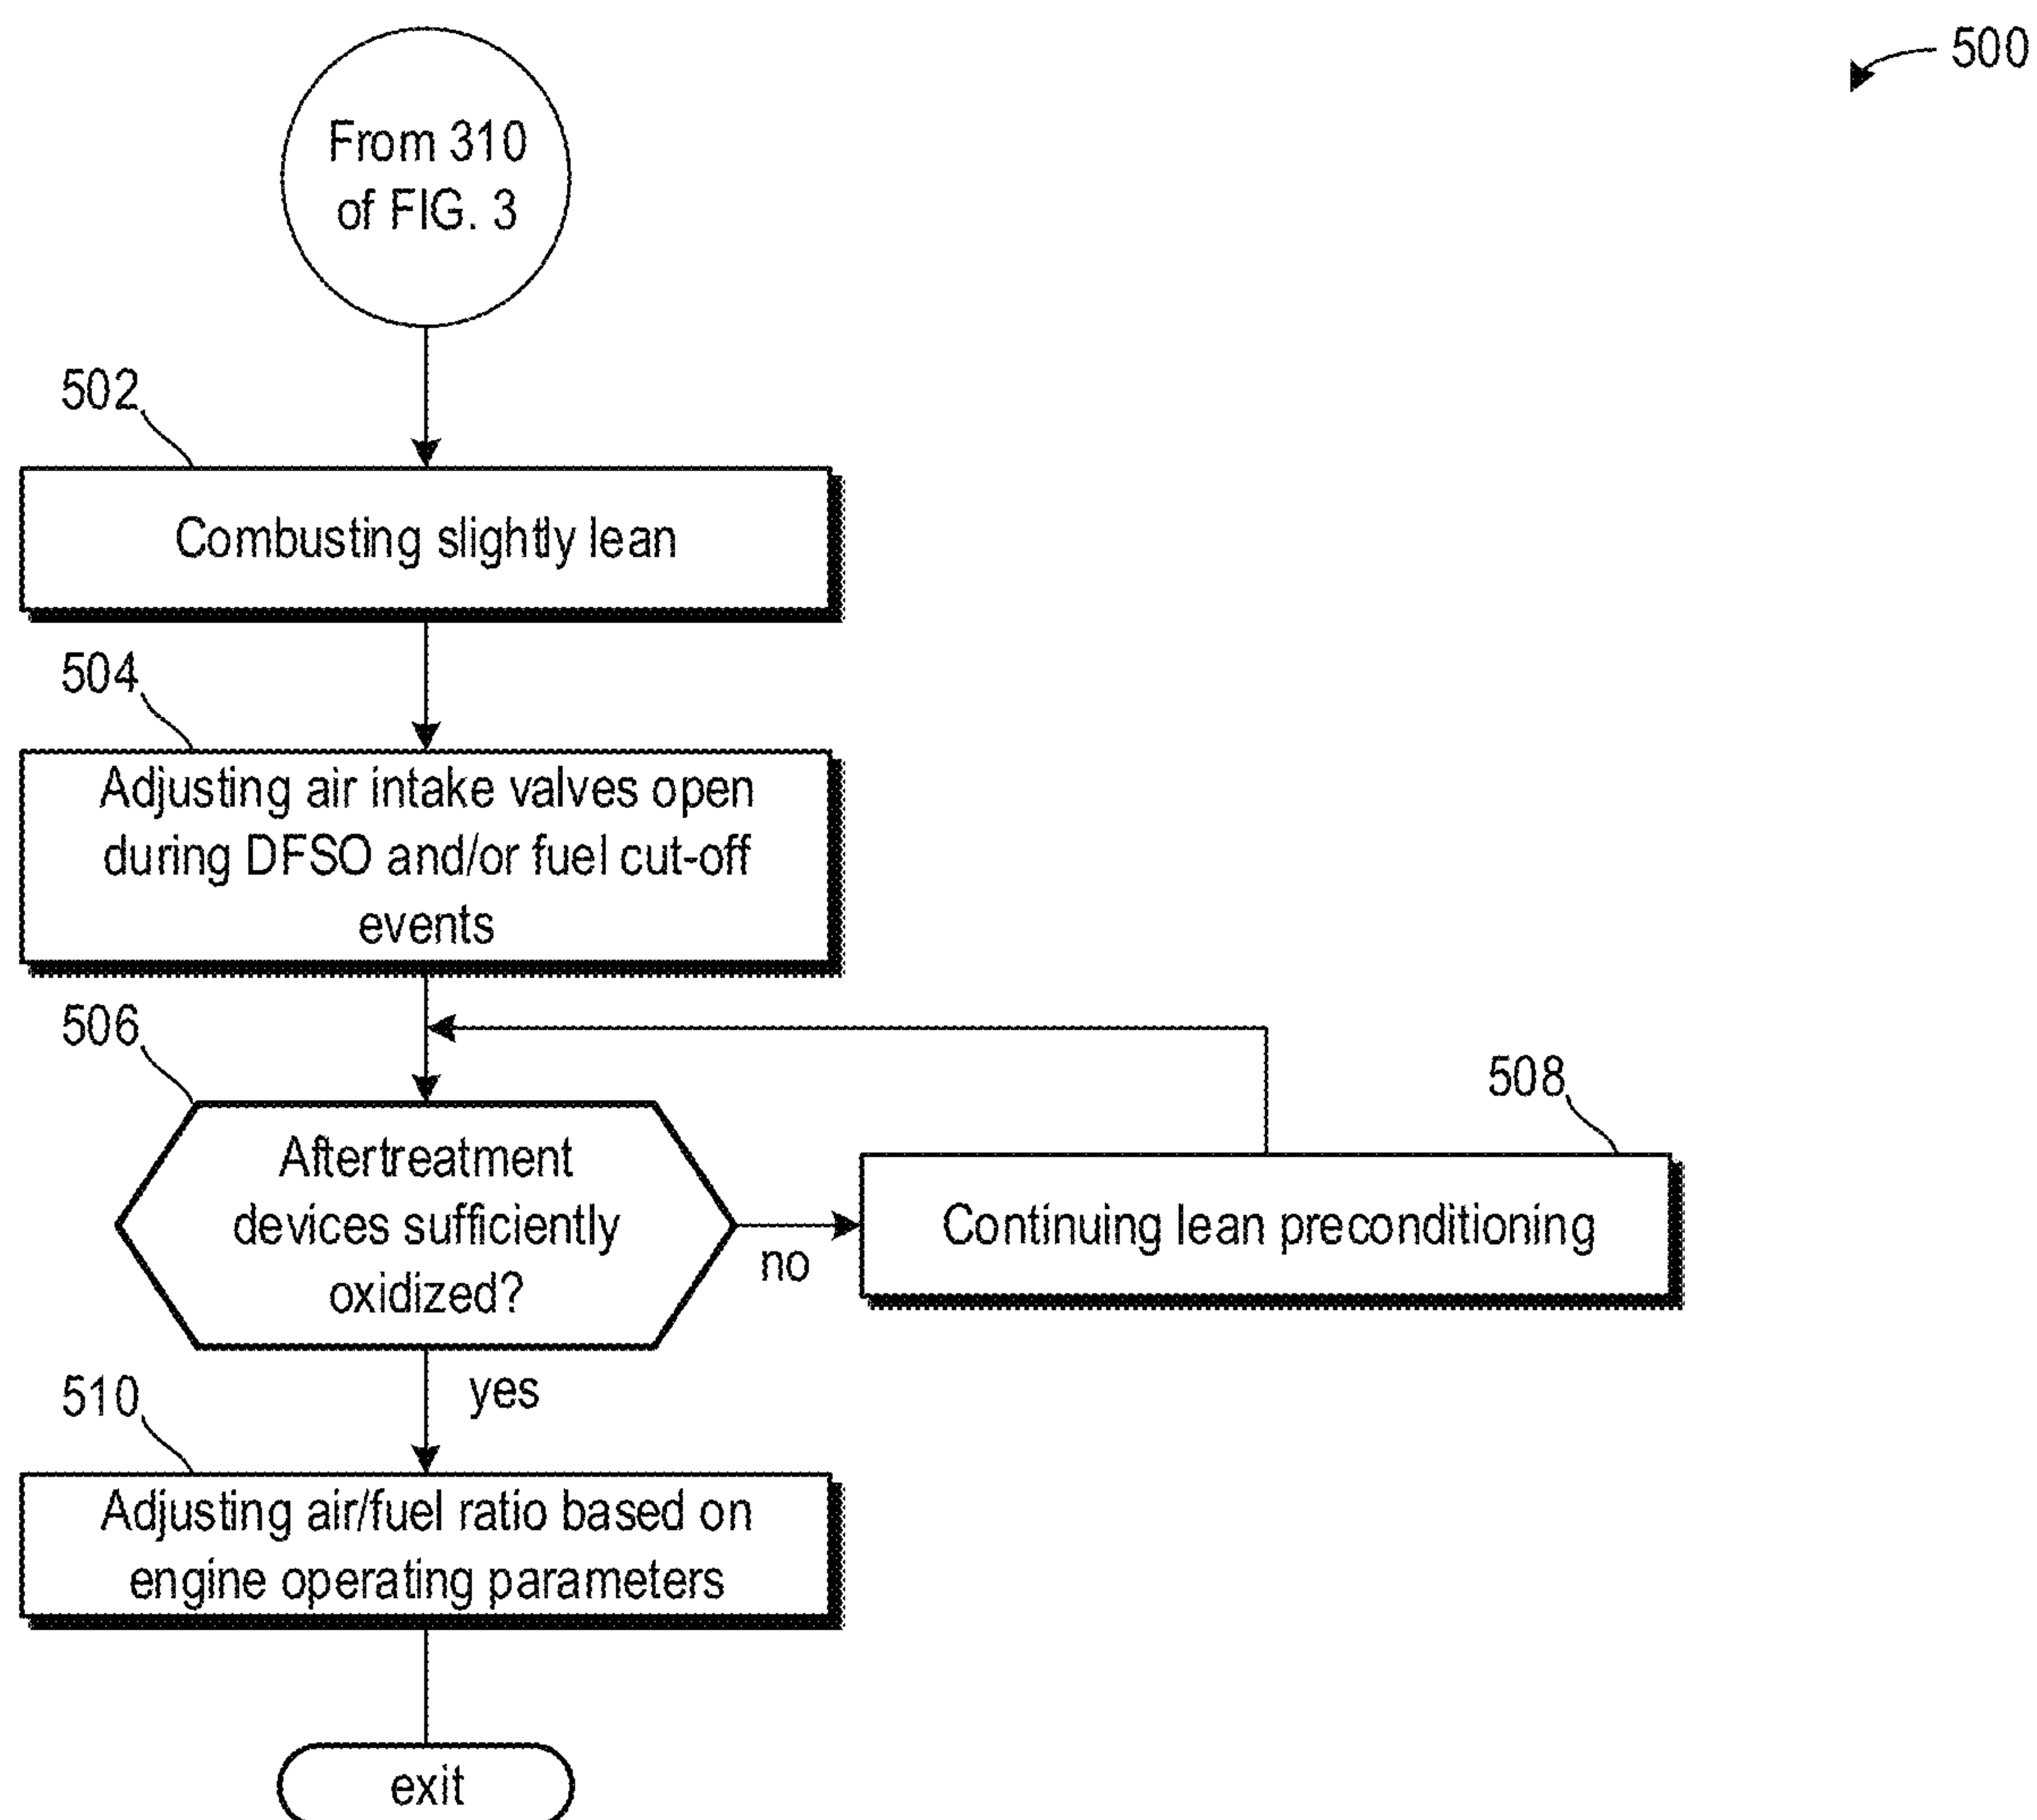 500
From 310
of FIG. 3
502
Combusting slightly lean
504
Adjusting air intake valves open
during DFSO and/or fuel cut-off
events
506
Aftertreatment
devices sufficiently
oxidized?
no
508
Continuing lean preconditioning
yes
510
Adjusting air/fuel ratio based on
engine operating parameters
exit